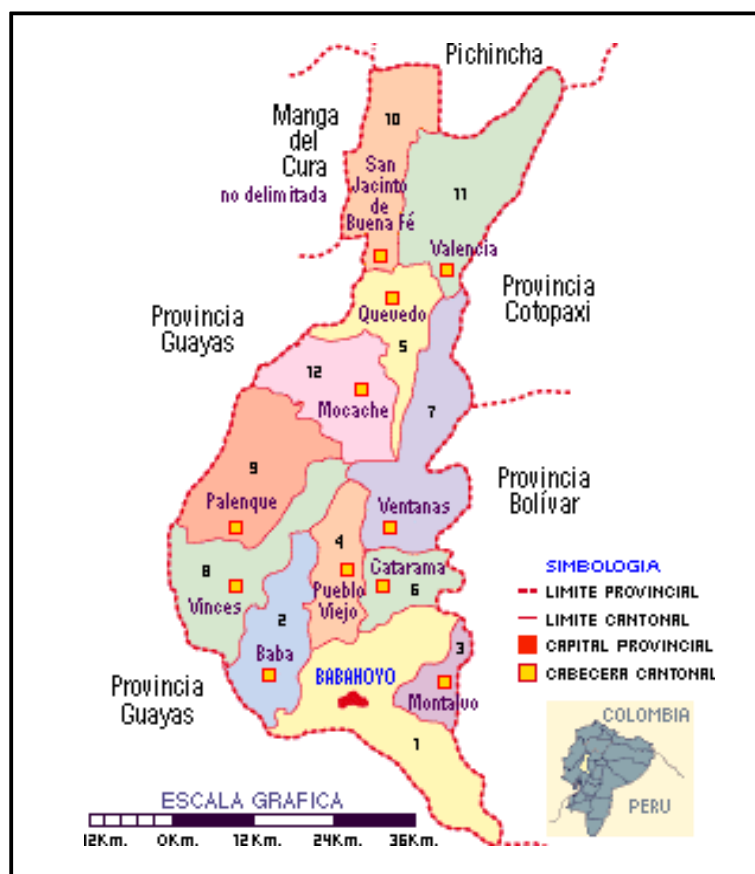 Pichincha
Manga
del
Cura
no delimitada
10
San
Jacinto
de
Buena Fé
11
Valencia
Provincia
Cotopaxi
Provincia
Guayas
Quevedo
5
12
Mocache
7
9
Palenque
Provincia
Bolívar
Ventanas
4
Catarama
6
8
Vinces
Pueblo
Viejo
2
Baba
3
BABAHOYO
Montalvo
1
Provincia
Guayas
SIMBOLOGIA
LIMITE PROVINCIAL
LIMITE CANTONAL
CAPITAL PROVINCIAL
CABECERA CANTONAL
COLOMBIA
PERU
ESCALA GRAFICA
12Km. 0Km. 12Km. 24Km. 36Km.